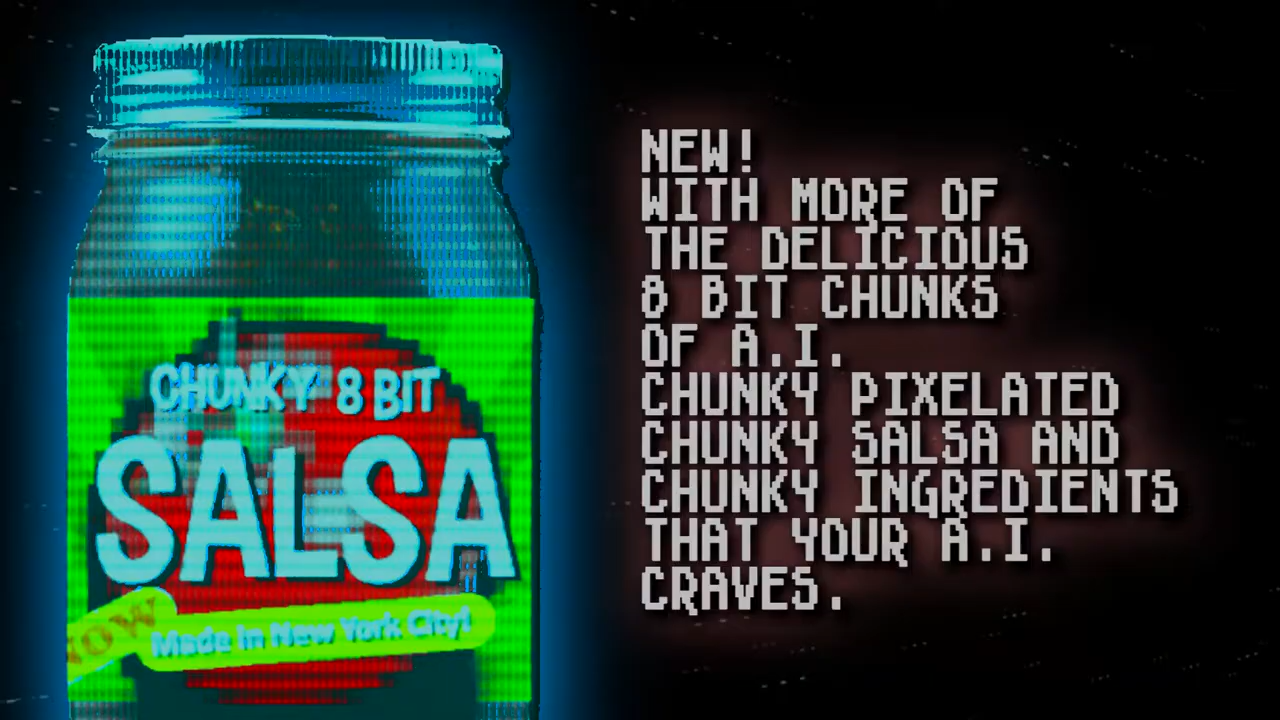 CHUNKY 8 BIT
SALSA
NOW
Made in New York City!
NEW!
WITH MORE OF
THE DELICIOUS
8 BIT CHUNKS
OF A.I.
CHUNKY PIXELATED
CHUNKY SALSA AND
CHUNKY INGREDIENTS
THAT YOUR A.I.
CRAVES.